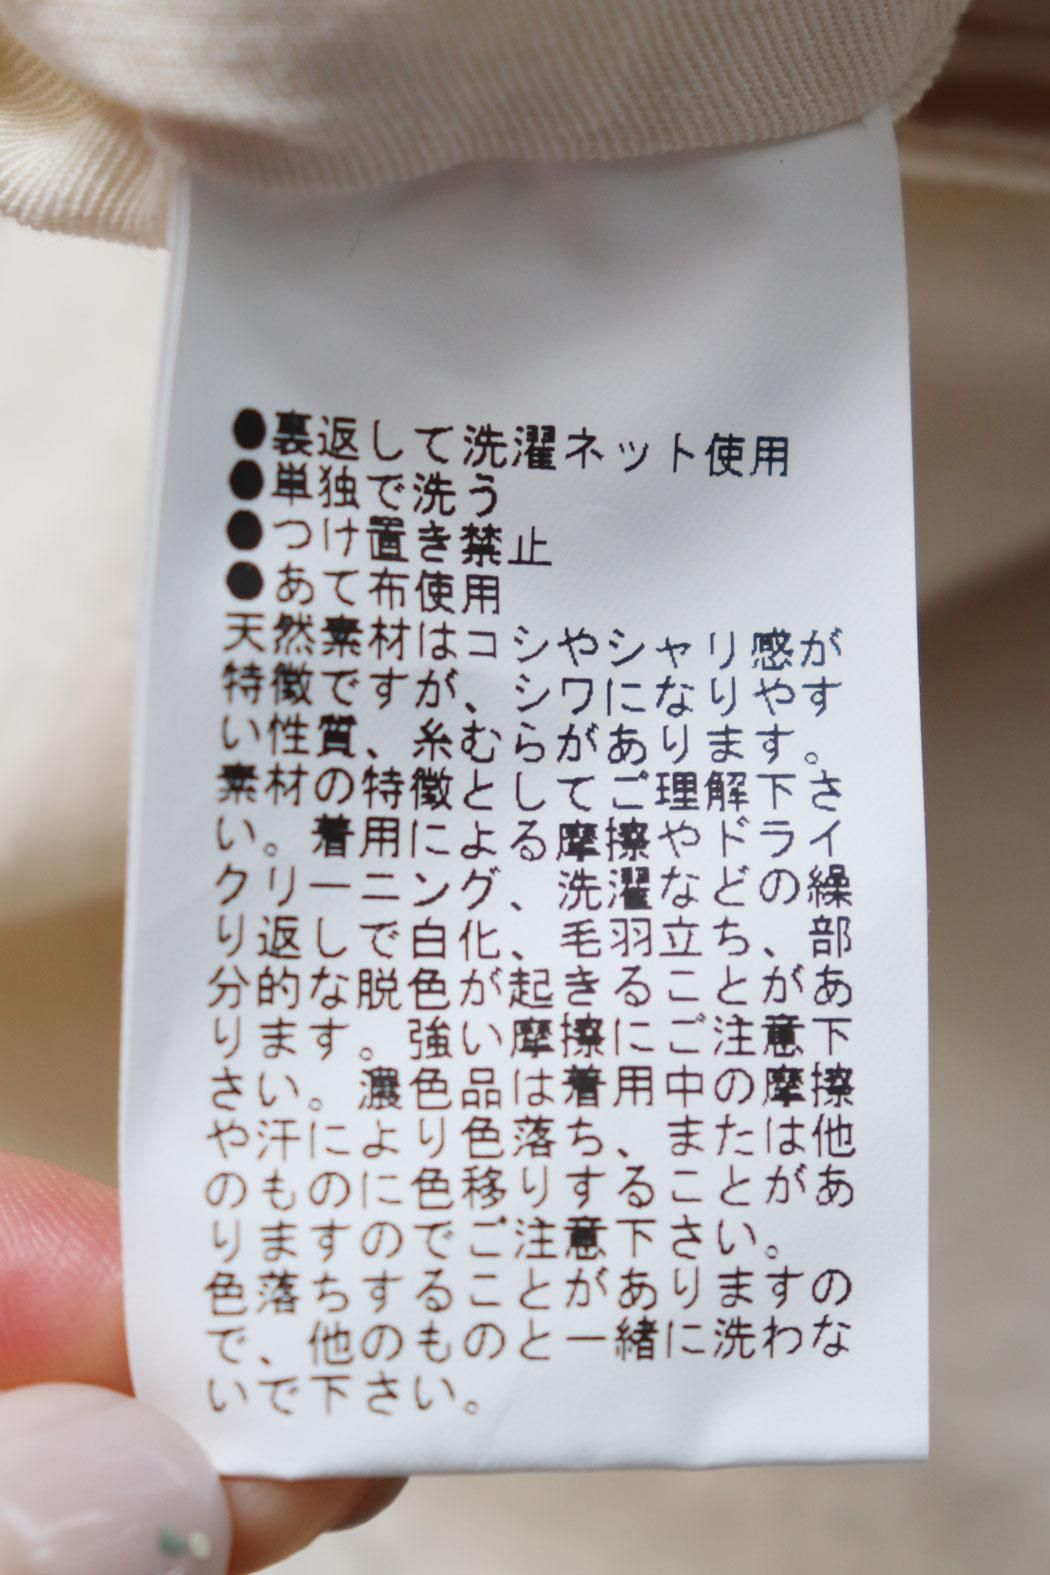 ●裏返して洗濯ネット使用
●単独で洗う
●つけ置き禁止
●あて布使用
天然素材はコシやシャリ感が
特徴ですが、シワになりやす
い性質、糸むらがあります。
素材の特徴としてご理解下さ
い。着用による摩擦やドライ
クリーニング、洗濯などの繰
り返しで白化、毛羽立ち、部
分的な脱色が起きることがあ
ります。強い摩擦にご注意下
さい。濃色品は着用中の摩擦
や汗により色落ち、または他
のものに色移りすることがあ
りますのでご注意下さい。
色落ちすることがありますの
で、他のものと一緒に洗わな
いで下さい。